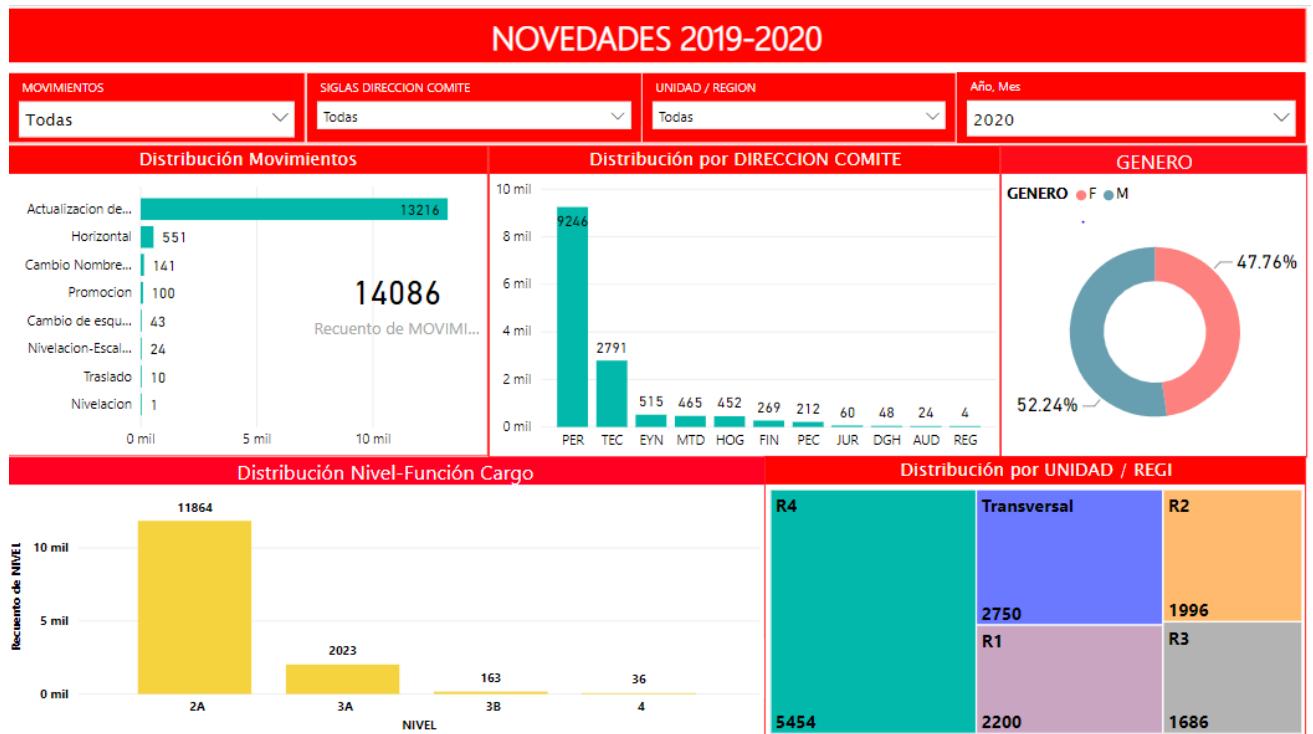 NOVEDADES 2019-2020
MOVIMIENTOS
Todas
SIGLAS DIRECCION COMITE
Todas
UNIDAD / REGION
Todas
Año, Mes
2020
Distribución Movimientos
Actualizacion de... 13216
Horizontal 551
Cambio Nombre... 141
Promocion 100
Cambio de esqu... 43
Nivelacion-Escal... 24
Traslado 10
Nivelacion 1
0 mil 5 mil 10 mil
14086
Recuento de MOVIMI...
Distribución por DIRECCION COMITE
10 mil
8 mil
6 mil
4 mil
2 mil
0 mil
9246 2791 515 465 452 269 212 60 48 24 4
PER TEC EYN MTD HOG FIN PEC JUR DGH AUD REG
GENERO
GENERO F M
47.76%
52.24%
Distribución Nivel-Función Cargo
Recuento de NIVEL
10 mil
5 mil
0 mil
11864 2023 163 36
2A 3A 3B 4
NIVEL
Distribución por UNIDAD / REGI
R4
5454
Transversal
2750
R1
2200
R2
1996
R3
1686